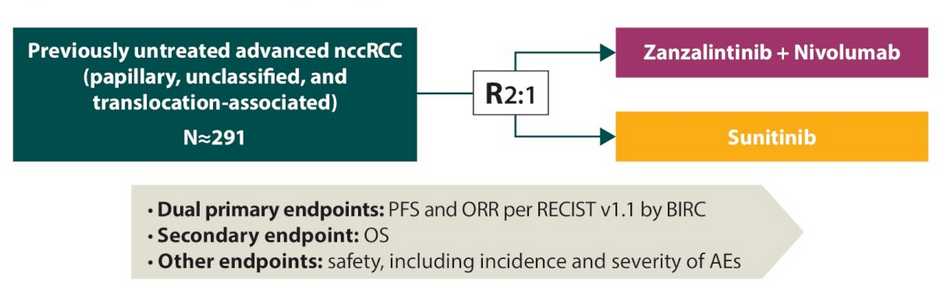 Previously untreated advanced nccRCC
(papillary, unclassified, and
translocation-associated)
N≈291
R2:1
Zanzalintinib + Nivolumab
Sunitinib
• Dual primary endpoints: PFS and ORR per RECIST v1.1 by BIRC
• Secondary endpoint: OS
• Other endpoints: safety, including incidence and severity of AEs